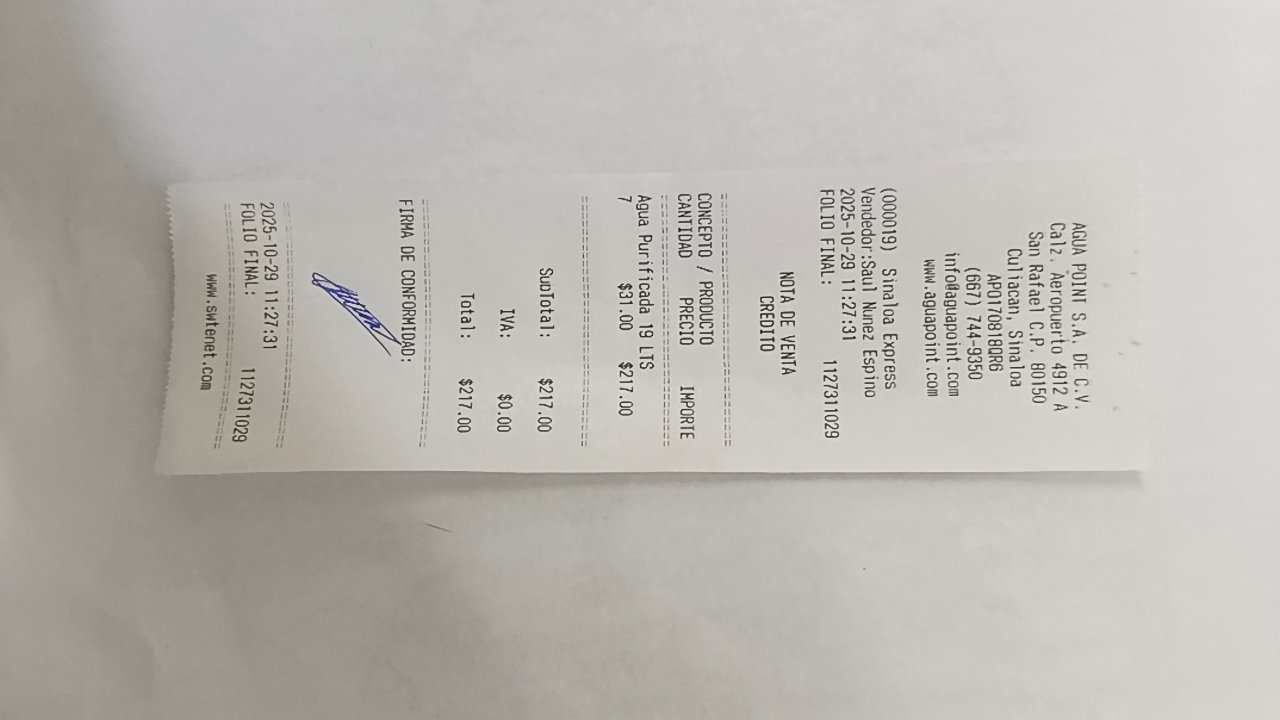 AGUA POINT S.A. DE C.V.
Calz. Aeropuerto 4912 A
San Rafael C.P. 80150
Culiacan, Sinaloa
APO170818QR6
(667) 744-9350
info@aguapoint.com
www.aguapoint.com
(000019) Sinaloa Express
Vendedor:Saul Nunez Espino
2025-10-29 11:27:31
FOLIO FINAL: 1127311029
NOTA DE VENTA
CREDITO
CONCEPTO / PRODUCTO
CANTIDAD PRECIO IMPORTE
Agua Purificada 19 LTS
7 $31.00 $217.00
SubTotal: $217.00
IVA: $0.00
Total: $217.00
FIRMA DE CONFORMIDAD:
2025-10-29 11:27:31
FOLIO FINAL: 1127311029
www.swtenet.com